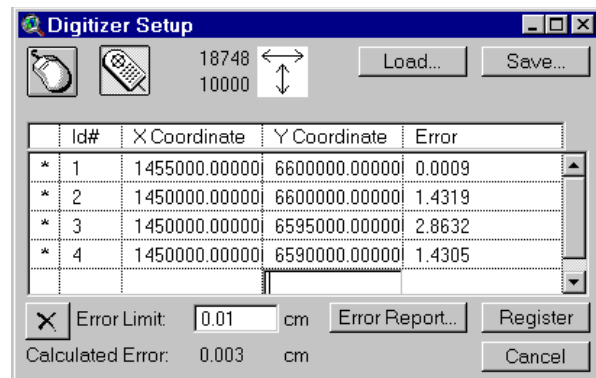 Digitizer Setup
18748
10000
Load... Save...
Id# X Coordinate Y Coordinate Error
* 1 1455000.00000 6600000.00000 0.0009
* 2 1450000.00000 6600000.00000 1.4319
* 3 1450000.00000 6595000.00000 2.8632
* 4 1450000.00000 6590000.00000 1.4305
Error Limit: 0.01 cm Error Report... Register
Calculated Error: 0.003 cm Cancel